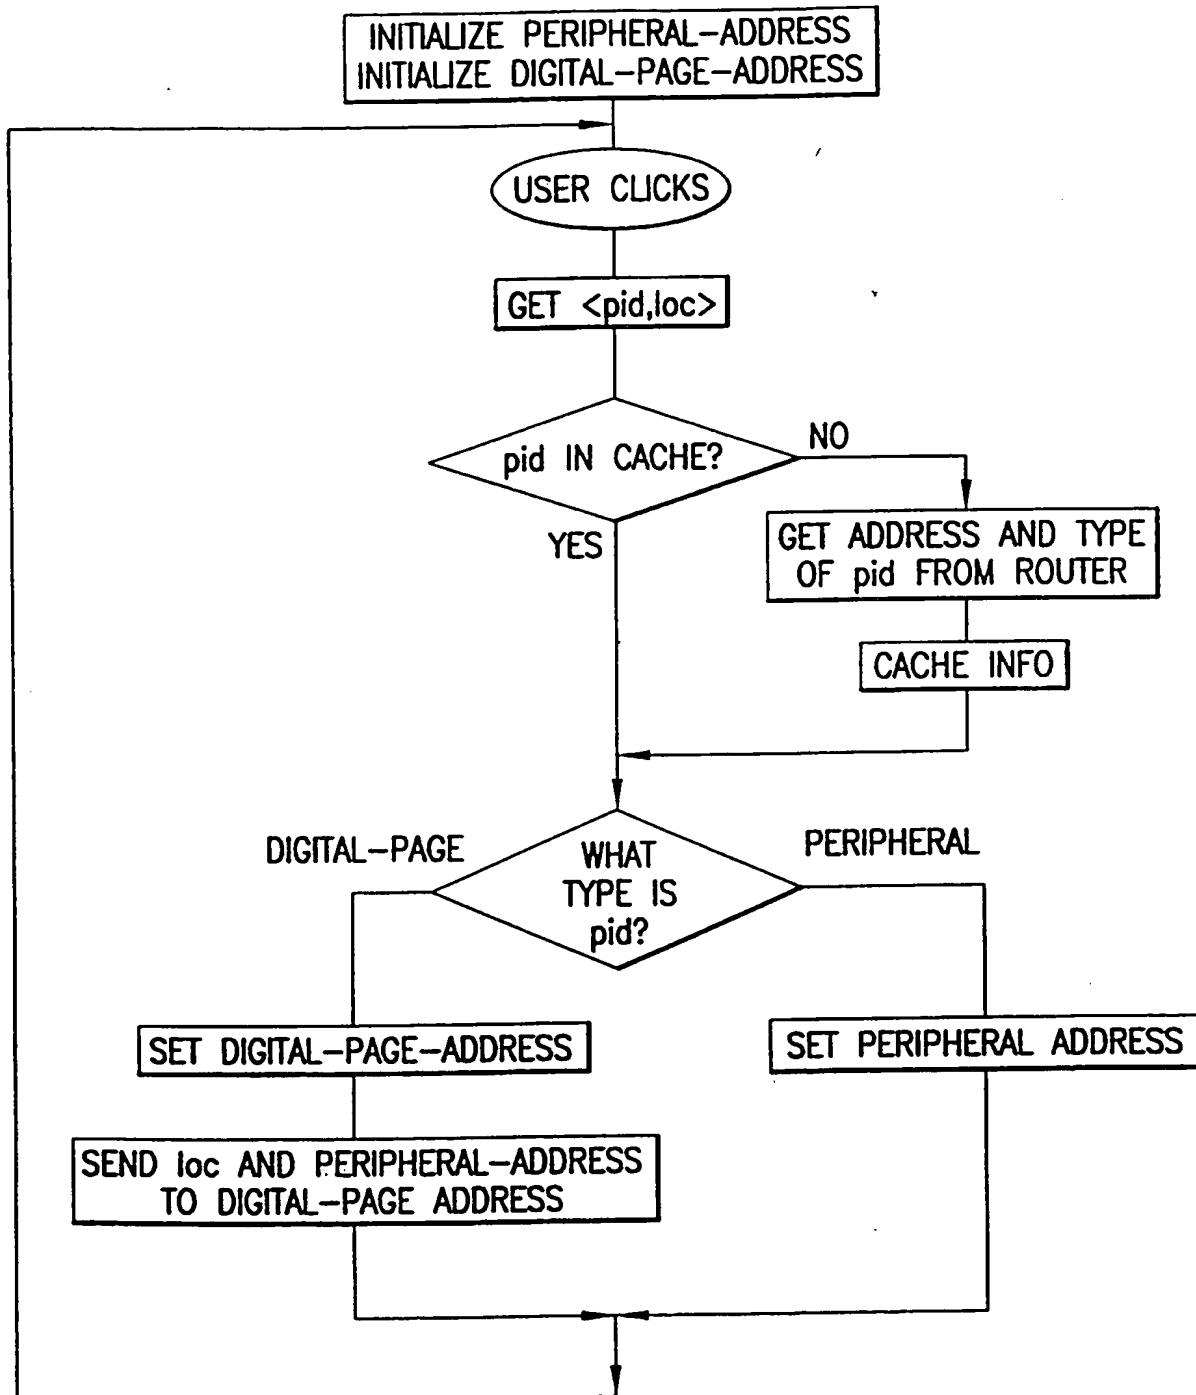 INITIALIZE PERIPHERAL-ADDRESS
INITIALIZE DIGITAL-PAGE-ADDRESS
USER CLICKS
GET <pid,loc>
pid IN CACHE?
NO
YES
GET ADDRESS AND TYPE
OF pid FROM ROUTER
CACHE INFO
DIGITAL-PAGE
WHAT
TYPE IS
pid?
PERIPHERAL
SET DIGITAL-PAGE-ADDRESS
SET PERIPHERAL ADDRESS
SEND loc AND PERIPHERAL-ADDRESS
TO DIGITAL-PAGE ADDRESS